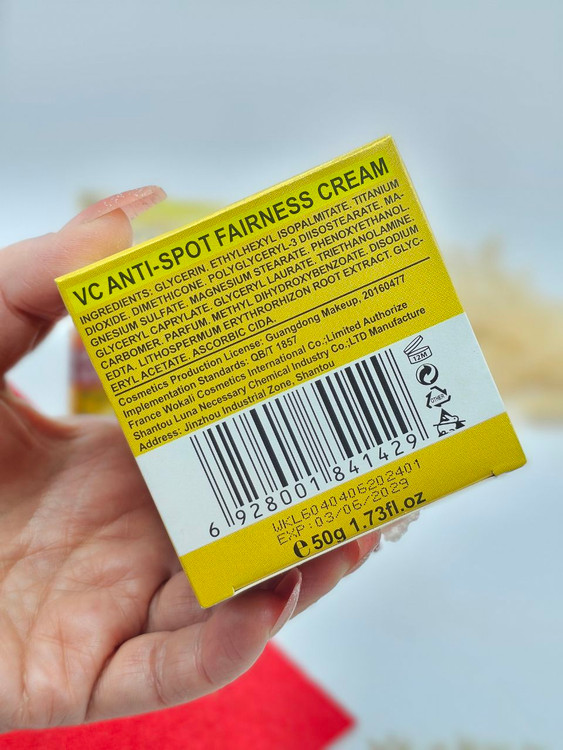 VC ANTI-SPOT FAIRNESS CREAM
INGREDIENTS: GLYCERIN. ETHYLHEXYL ISOPALMITATE. TITANIUM
DIOXIDE. DIMETHICONE. POLYGLYCERYL-3 DIISOSTEARATE. MA-
GNESIUM SULFATE. MAGNESIUM STEARATE. PHENOXYETHANOL.
GLYCERYL CAPRYLATE. GLYCERYL LAURATE. TRIETHANOLAMINE.
CARBOMER. PARFUM. METHYL DIHYDROXYBENZOATE. DISODIUM
EDTA. LITHOSPERMUM ERYTHRORHIZON ROOT EXTRACT. GLYC-
ERYL ACETATE. ASCORBIC CIDA.
Cosmetics Production License: Guangdong Makeup, 20160477
Implementation Standards: QB/T 1857
France Wokali Cosmetics International Co.:Limited Authorize
Shantou Luna Necessary Chemical Industry Co.:LTD Manufacture
Address: Jinzhou Industrial Zone, Shantou
12M
OTHER
6 928001 841429
WKL6040406202401
EXP:03/06/2029
e 50g 1.73fl.oz